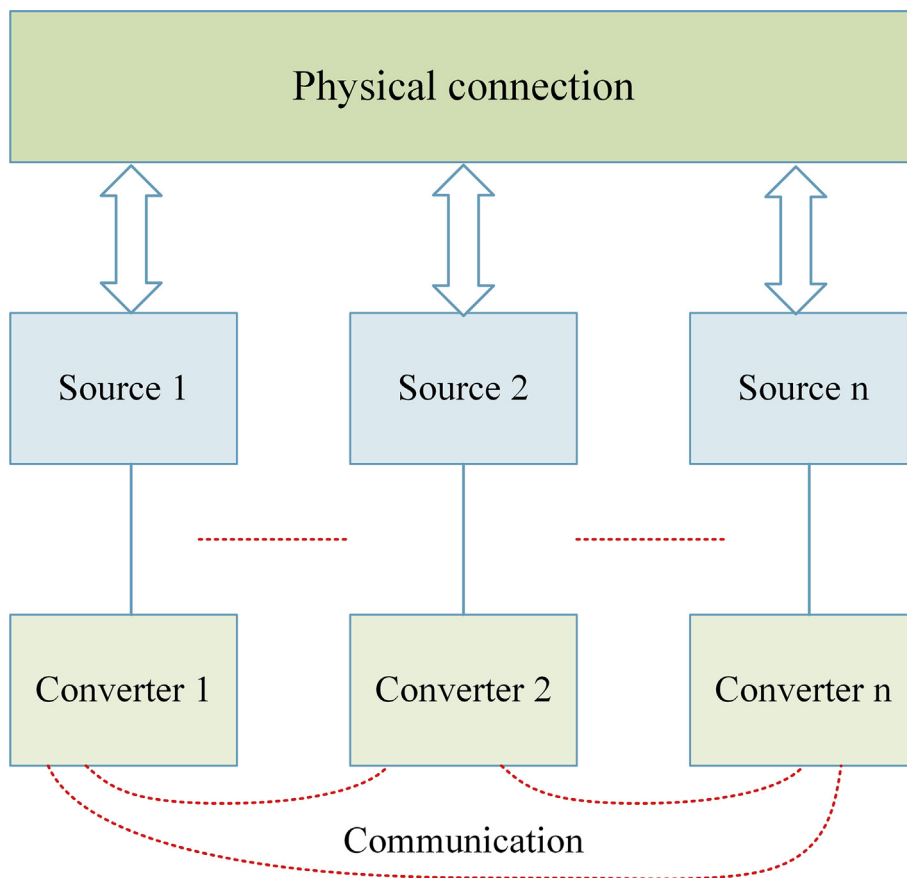 Physical connection
Source 1
Source 2
Source n
Converter 1
Converter 2
Converter n
Communication